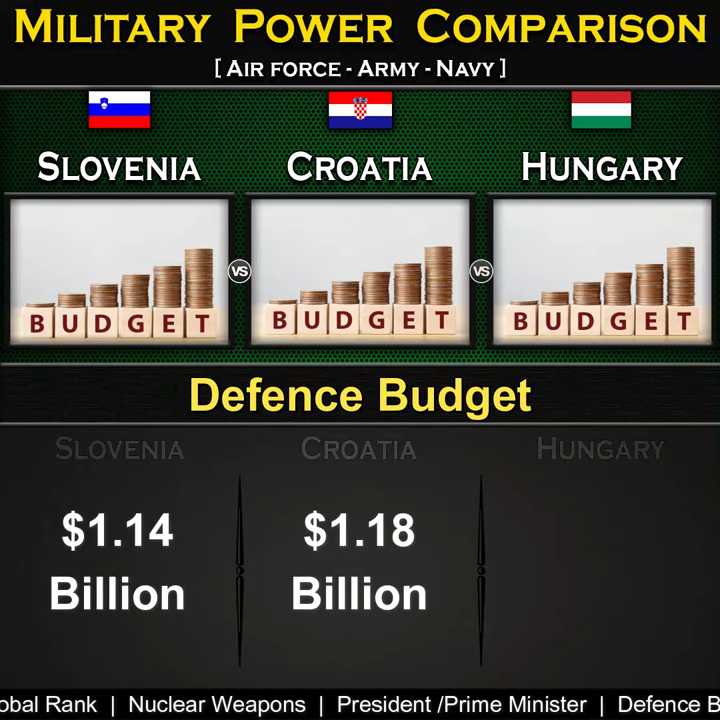 MILITARY POWER COMPARISON
[ AIR FORCE - ARMY - NAVY ]
SLOVENIA
CROATIA
HUNGARY
BUDGET
VS
BUDGET
VS
BUDGET
Defence Budget
SLOVENIA
CROATIA
HUNGARY
$1.14
Billion
$1.18
Billion
obal Rank | Nuclear Weapons | President /Prime Minister | Defence B